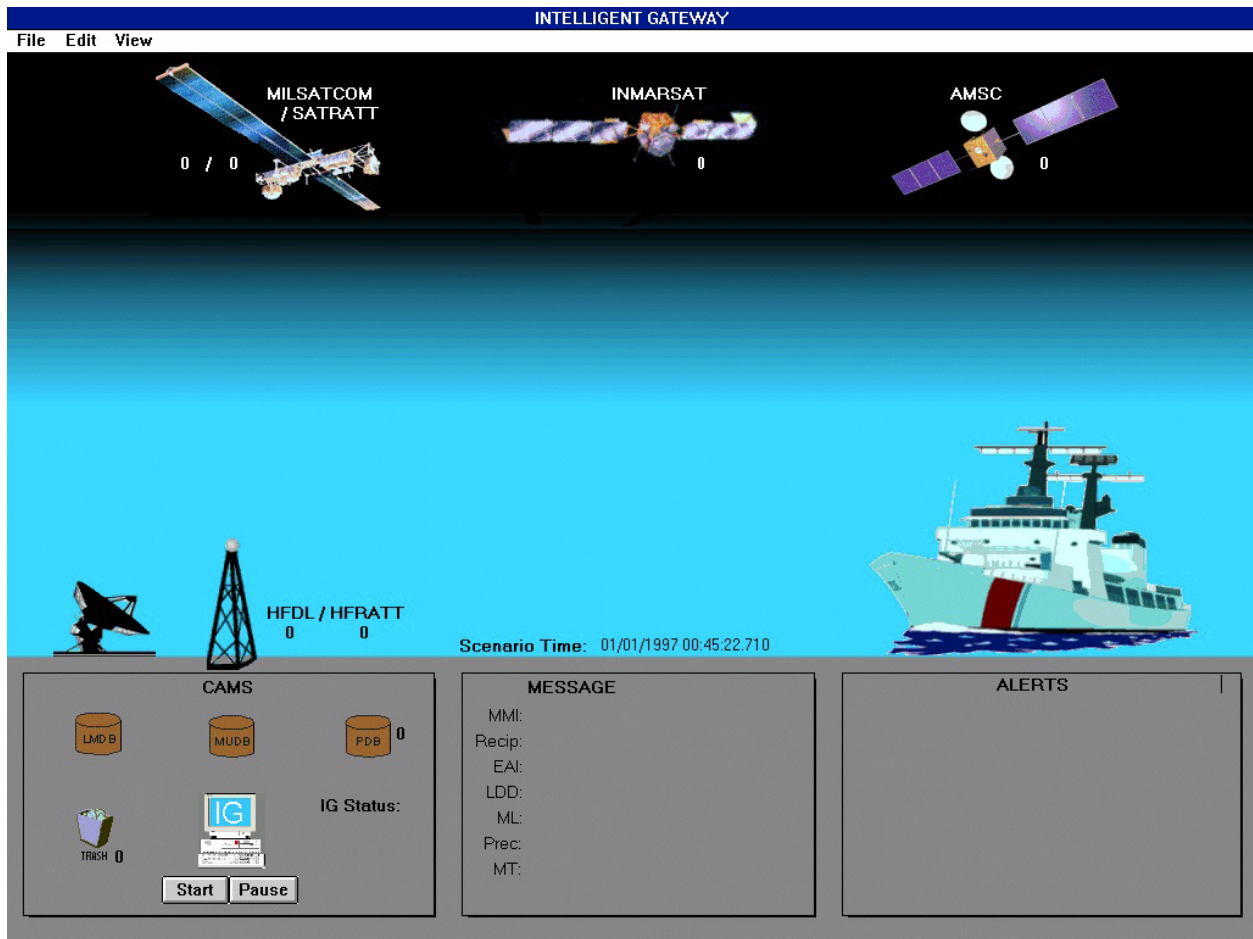 INTELLIGENT GATEWAY
File Edit View
MILSATCOM
/ SATRATT
0 / 0
INMARSAT
0
AMSC
0
HFDL / HFRATT
0 0
Scenario Time: 01/01/1997 00:45:22.710
CAMS
LMDB
MUDB
PDB 0
IG
IG Status:
TRASH 0
Start Pause
MESSAGE
MMI:
Recip:
EAI:
LDD:
ML:
Prec:
MT:
ALERTS